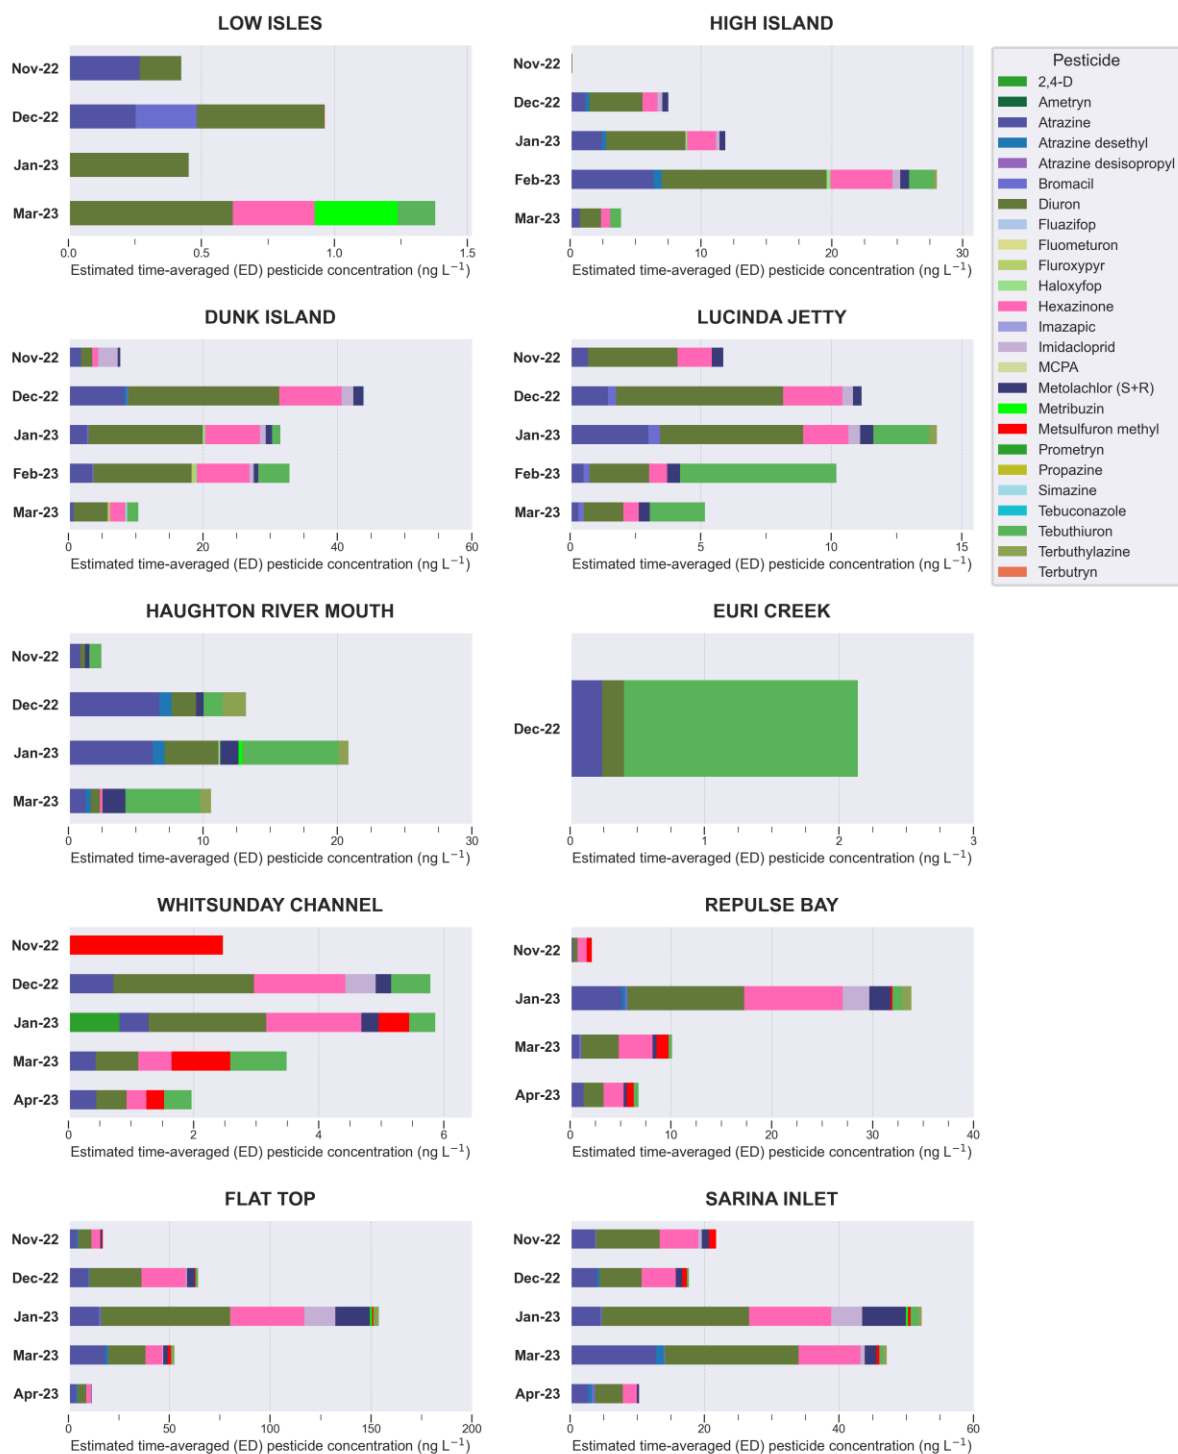 LOW ISLES
Nov-22
Dec-22
Jan-23
Mar-23
0.0 0.5 1.0 1.5
Estimated time-averaged (ED) pesticide concentration (ng L⁻¹)
HIGH ISLAND
Nov-22
Dec-22
Jan-23
Feb-23
Mar-23
0 10 20 30
Estimated time-averaged (ED) pesticide concentration (ng L⁻¹)
Pesticide
2,4-D
Ametryn
Atrazine
Atrazine desethyl
Atrazine desisopropyl
Bromacil
Diuron
Fluazifop
Fluometuron
Fluroxypyr
Haloxyfop
Hexazinone
Imazapic
Imidacloprid
MCPA
Metolachlor (S+R)
Metribuzin
Metsulfuron methyl
Prometryn
Propazine
Simazine
Tebuconazole
Tebuthiuron
Terbuthylazine
Terbutryn
DUNK ISLAND
Nov-22
Dec-22
Jan-23
Feb-23
Mar-23
0 20 40 60
Estimated time-averaged (ED) pesticide concentration (ng L⁻¹)
LUCINDA JETTY
Nov-22
Dec-22
Jan-23
Feb-23
Mar-23
0 5 10 15
Estimated time-averaged (ED) pesticide concentration (ng L⁻¹)
HAUGHTON RIVER MOUTH
Nov-22
Dec-22
Jan-23
Mar-23
0 10 20 30
Estimated time-averaged (ED) pesticide concentration (ng L⁻¹)
EURI CREEK
Dec-22
0 1 2 3
Estimated time-averaged (ED) pesticide concentration (ng L⁻¹)
WHITSUNDAY CHANNEL
Nov-22
Dec-22
Jan-23
Mar-23
Apr-23
0 2 4 6
Estimated time-averaged (ED) pesticide concentration (ng L⁻¹)
REPULSE BAY
Nov-22
Jan-23
Mar-23
Apr-23
0 10 20 30 40
Estimated time-averaged (ED) pesticide concentration (ng L⁻¹)
FLAT TOP
Nov-22
Dec-22
Jan-23
Mar-23
Apr-23
0 50 100 150 200
Estimated time-averaged (ED) pesticide concentration (ng L⁻¹)
SARINA INLET
Nov-22
Dec-22
Jan-23
Mar-23
Apr-23
0 20 40 60
Estimated time-averaged (ED) pesticide concentration (ng L⁻¹)